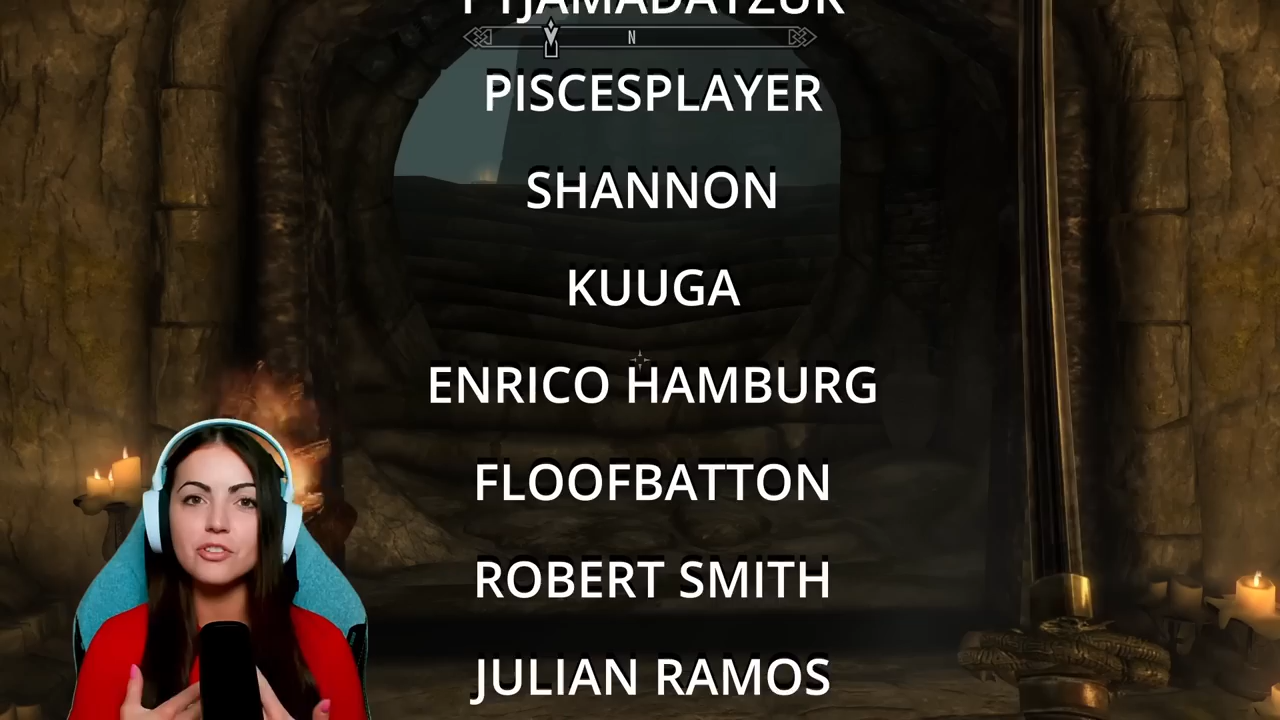 N
PISCESPLAYER
SHANNON
KUUGA
ENRICO HAMBURG
FLOOFBATTON
ROBERT SMITH
JULIAN RAMOS